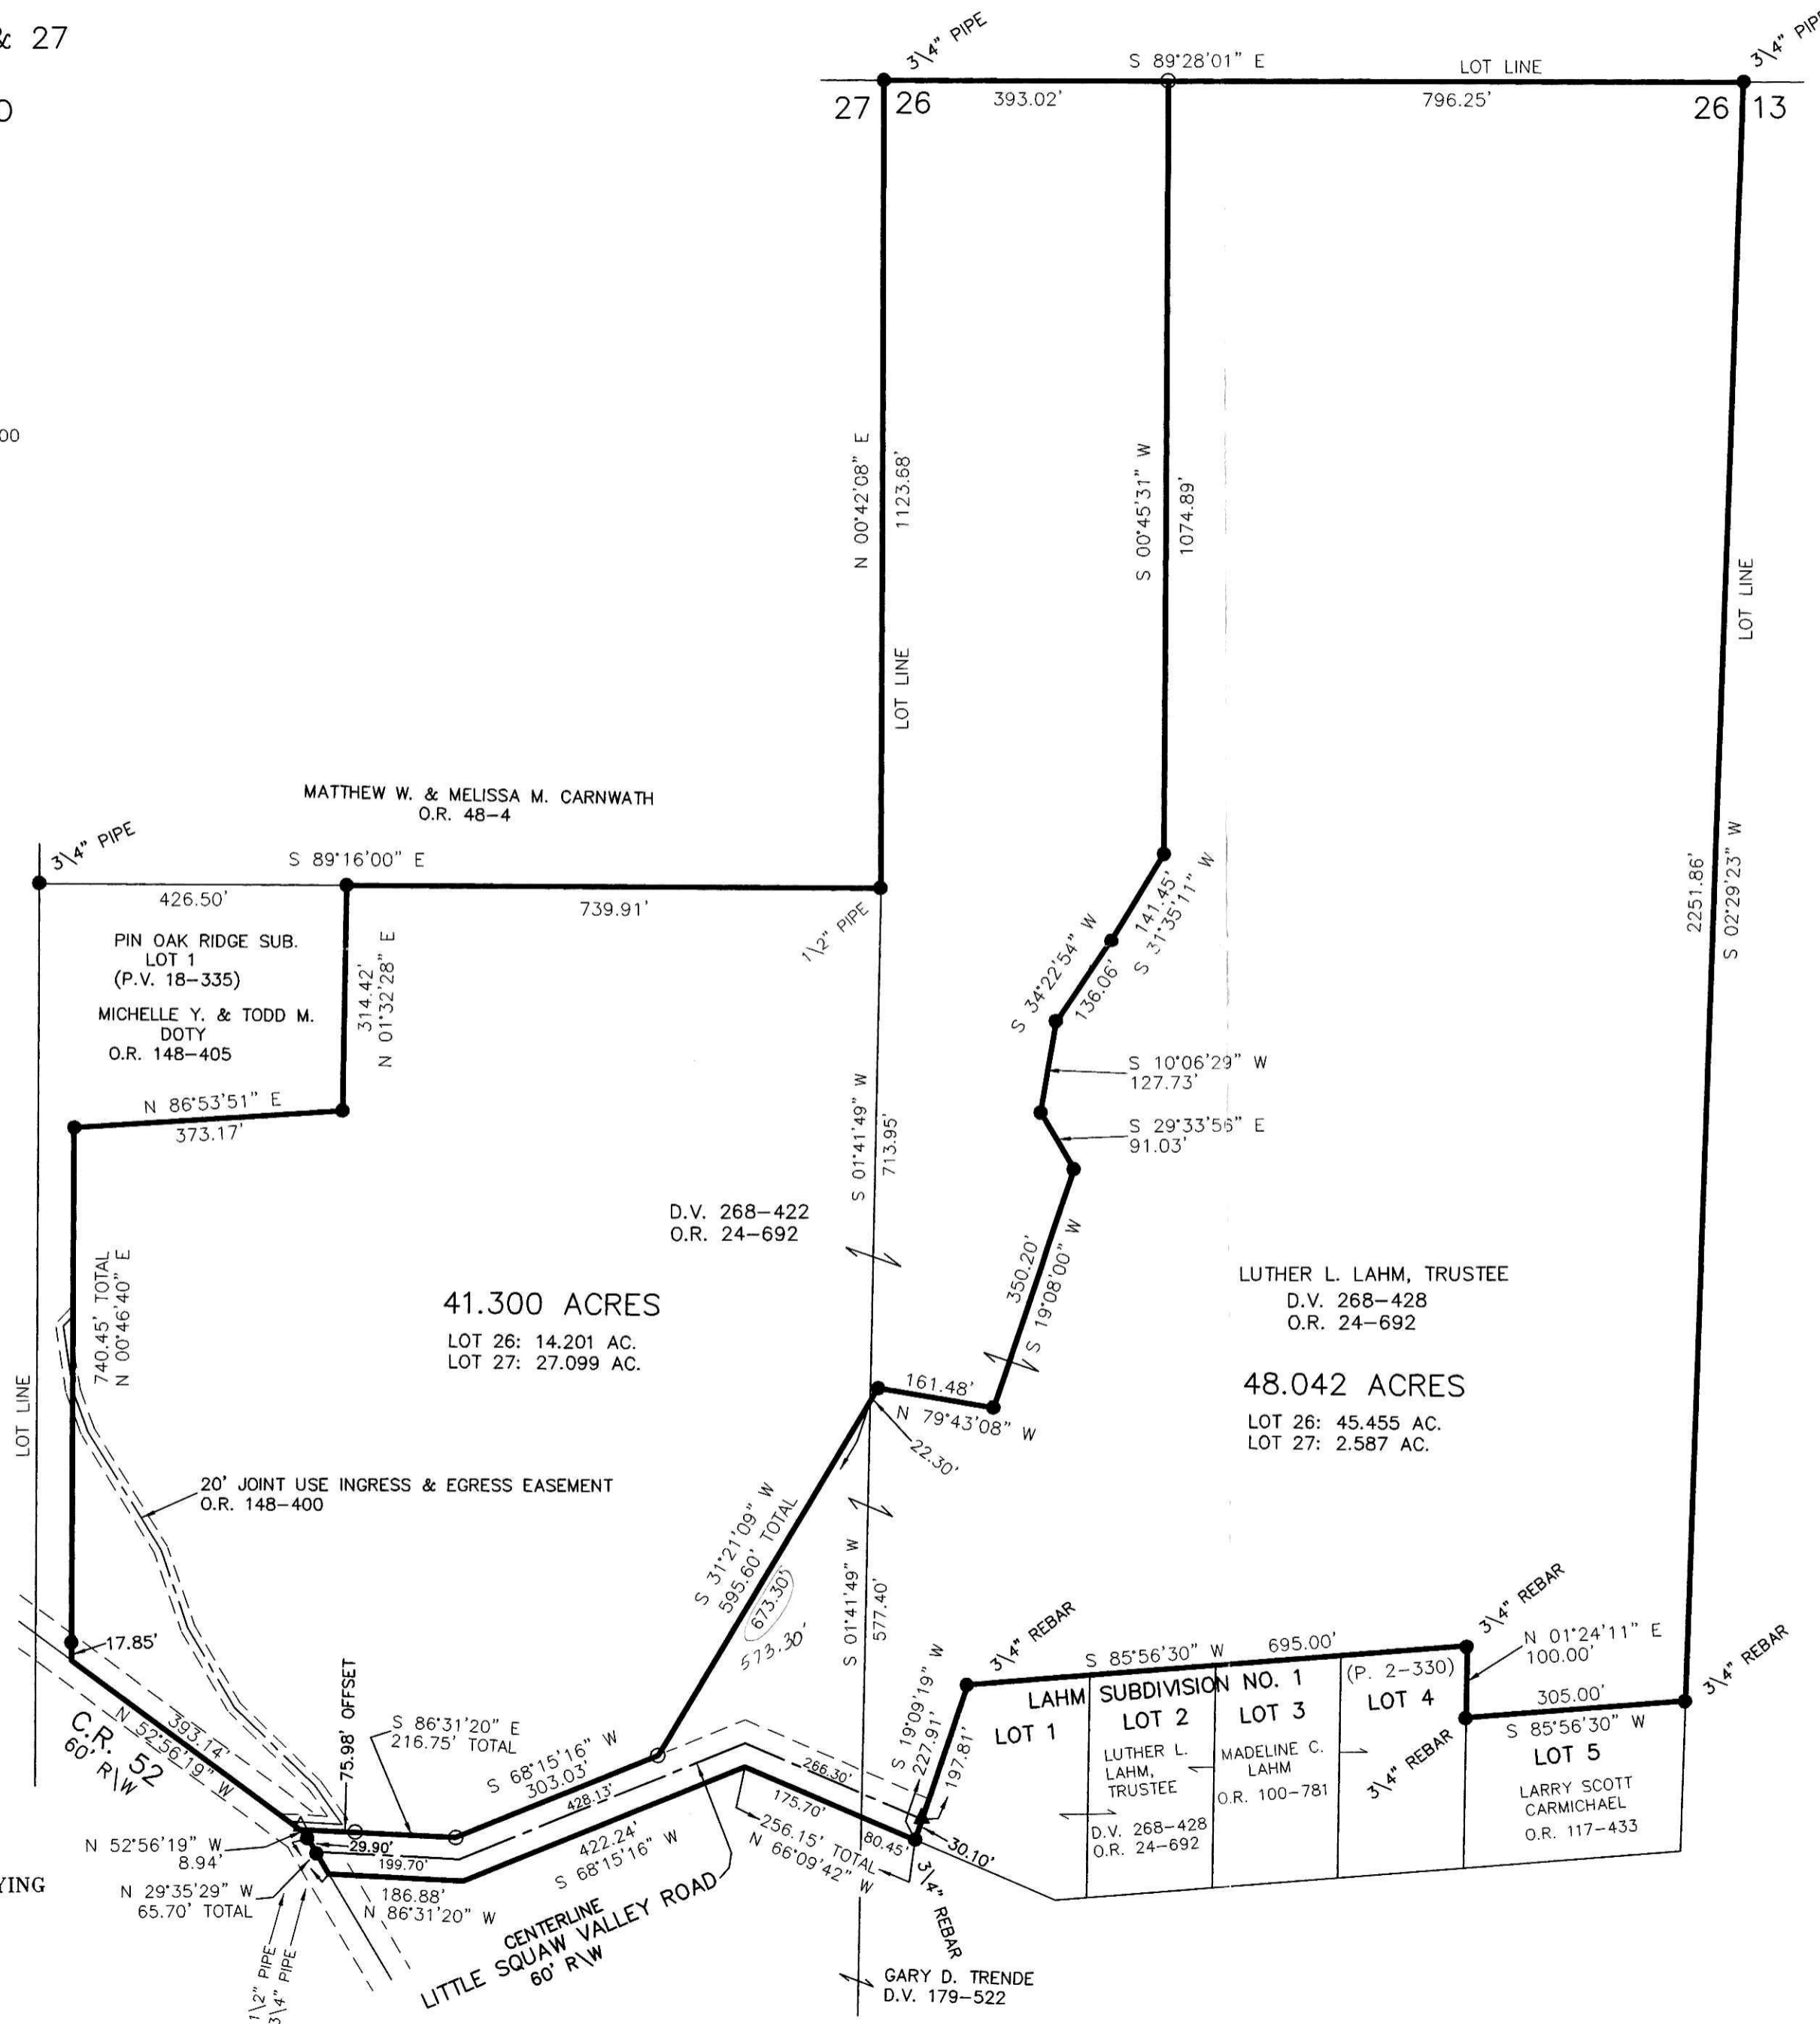 & 27
3\4" PIPE
S 89°28'01" E
LOT LINE
3\4" PIPE
27
26
393.02'
796.25'
26
13
00
N 00°42'08" E
1123.68'
LOT LINE
S 00°45'31" W
1074.89'
LOT LINE
2251.86'
S 02°29'23" W
MATTHEW W. & MELISSA M. CARNWATH
O.R. 48-4
3\4" PIPE
S 89°16'00" E
426.50'
739.91'
1\2" PIPE
PIN OAK RIDGE SUB.
LOT 1
(P.V. 18-335)
MICHELLE Y. & TODD M.
DOTY
O.R. 148-405
314.42'
N 01°32'28" E
N 86°53'51" E
373.17'
141.45'
S 31°35'11" W
S 34°22'54" W
136.06'
S 10°06'29" W
127.73'
S 29°33'56" E
91.03'
S 01°41'49" W
713.95'
350.20'
S 19°08'00" W
D.V. 268-422
O.R. 24-692
41.300 ACRES
LOT 26: 14.201 AC.
LOT 27: 27.099 AC.
LUTHER L. LAHM, TRUSTEE
D.V. 268-428
O.R. 24-692
48.042 ACRES
LOT 26: 45.455 AC.
LOT 27: 2.587 AC.
740.45' TOTAL
N 00°46'40" E
LOT LINE
161.48'
N 79°43'08" W
22.30'
20' JOINT USE INGRESS & EGRESS EASEMENT
O.R. 148-400
S 31°21'09" W
595.60' TOTAL
673.30'
573.30'
S 01°41'49" W
577.40'
17.85'
393.14'
N 52°56'19" W
C.R. 52
60' R\W
75.98' OFFSET
S 86°31'20" E
216.75' TOTAL
S 68°15'16" W
303.03'
428.13'
266.30'
175.70'
422.24'
S 68°15'16" W
256.15' TOTAL
N 66°09'42" W
80.45'
30.10'
S 19°09'19" W
227.91'
197.81'
3\4" REBAR
S 85°56'30" W
695.00'
3\4" REBAR
N 01°24'11" E
100.00'
3\4" REBAR
305.00'
S 85°56'30" W
3\4" REBAR
LAHM SUBDIVISION NO. 1
(P. 2-330)
LOT 1
LOT 2
LOT 3
LOT 4
LOT 5
LUTHER L.
LAHM,
TRUSTEE
D.V. 268-428
O.R. 24-692
MADELINE C.
LAHM
O.R. 100-781
LARRY SCOTT
CARMICHAEL
O.R. 117-433
N 52°56'19" W
8.94'
29.90'
199.70'
N 29°35'29" W
65.70' TOTAL
186.88'
N 86°31'20" W
YING
1\2" PIPE
3\4" PIPE
CENTERLINE
LITTLE SQUAW VALLEY ROAD
60' R\W
3\4" REBAR
GARY D. TRENDE
D.V. 179-522